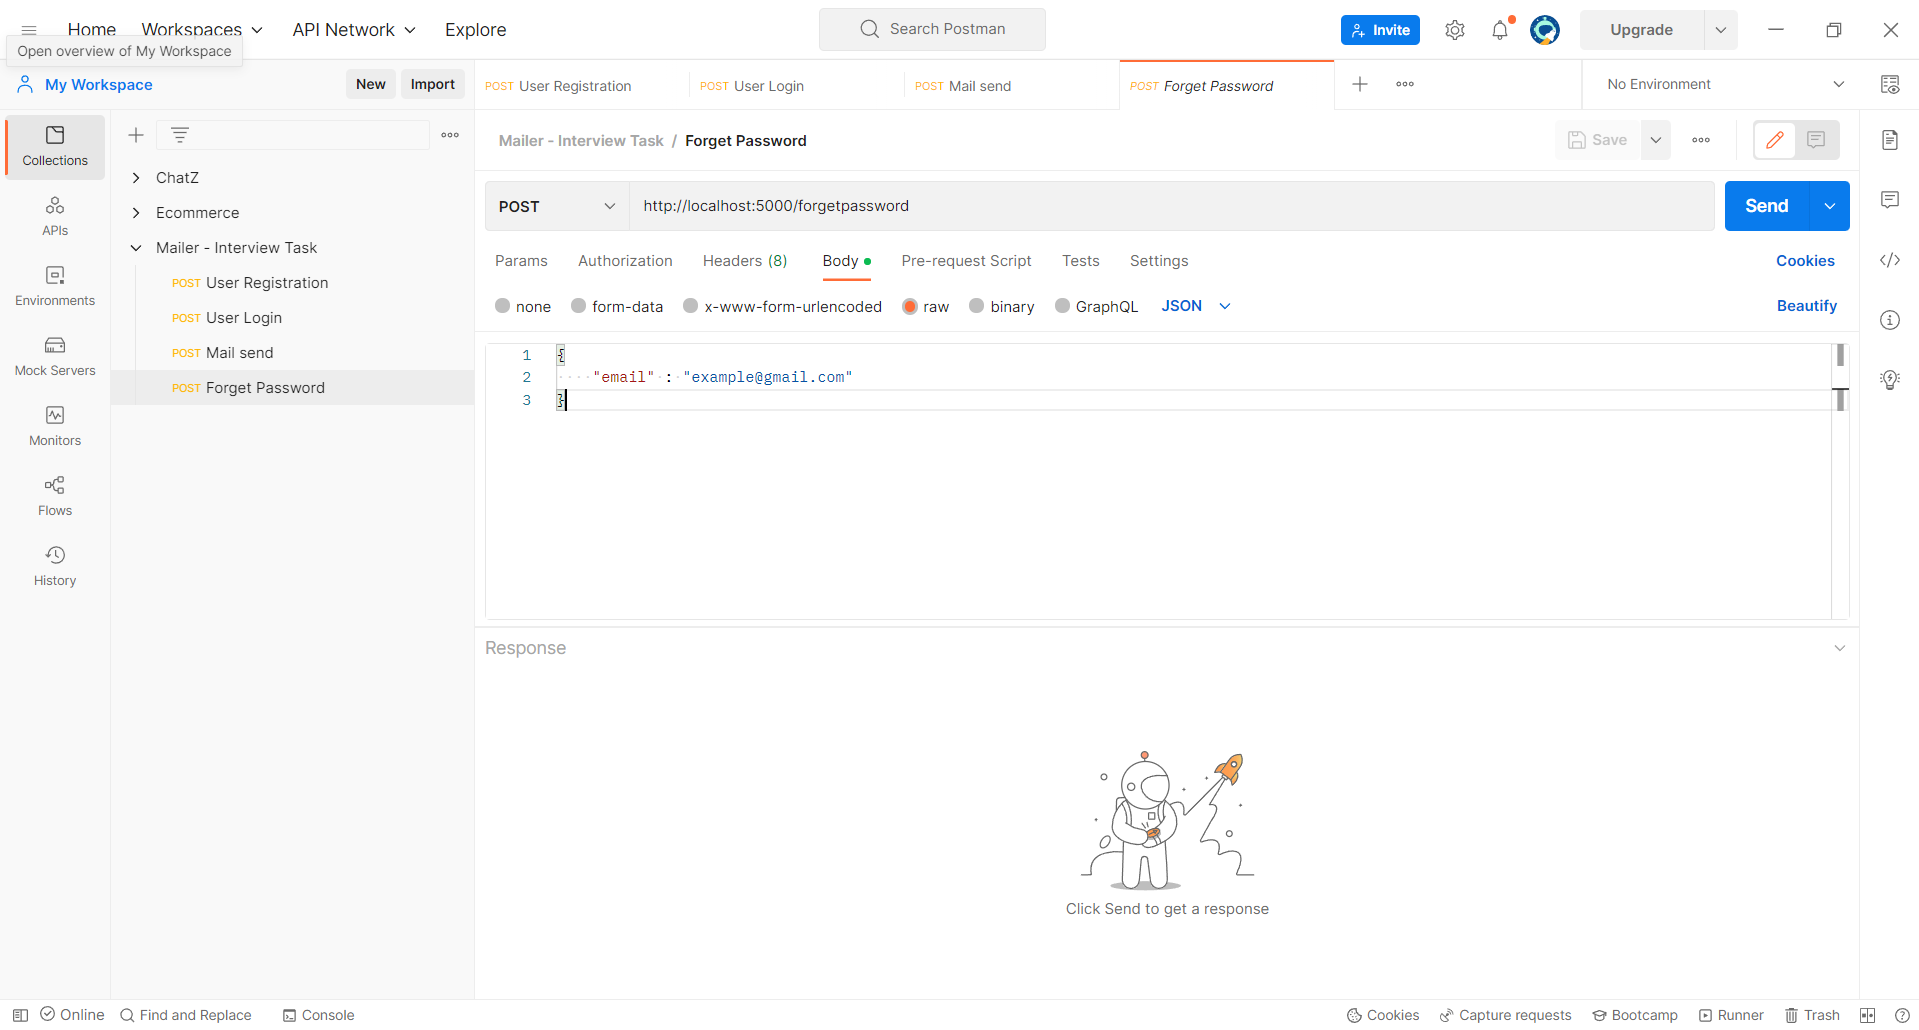 Home Workspaces API Network Explore Search Postman Invite Upgrade
Open overview of My Workspace
My Workspace New Import
POST User Registration POST User Login POST Mail send POST Forget Password No Environment
Collections
APIs
Environments
Mock Servers
Monitors
Flows
History
ChatZ
Ecommerce
Mailer - Interview Task
POST User Registration
POST User Login
POST Mail send
POST Forget Password
Mailer - Interview Task / Forget Password Save
POST http://localhost:5000/forgetpassword Send
Params Authorization Headers (8) Body Pre-request Script Tests Settings Cookies
none form-data x-www-form-urlencoded raw binary GraphQL JSON Beautify
1 {
2 "email" : "example@gmail.com"
3 }
Response
Click Send to get a response
Online Find and Replace Console Cookies Capture requests Bootcamp Runner Trash